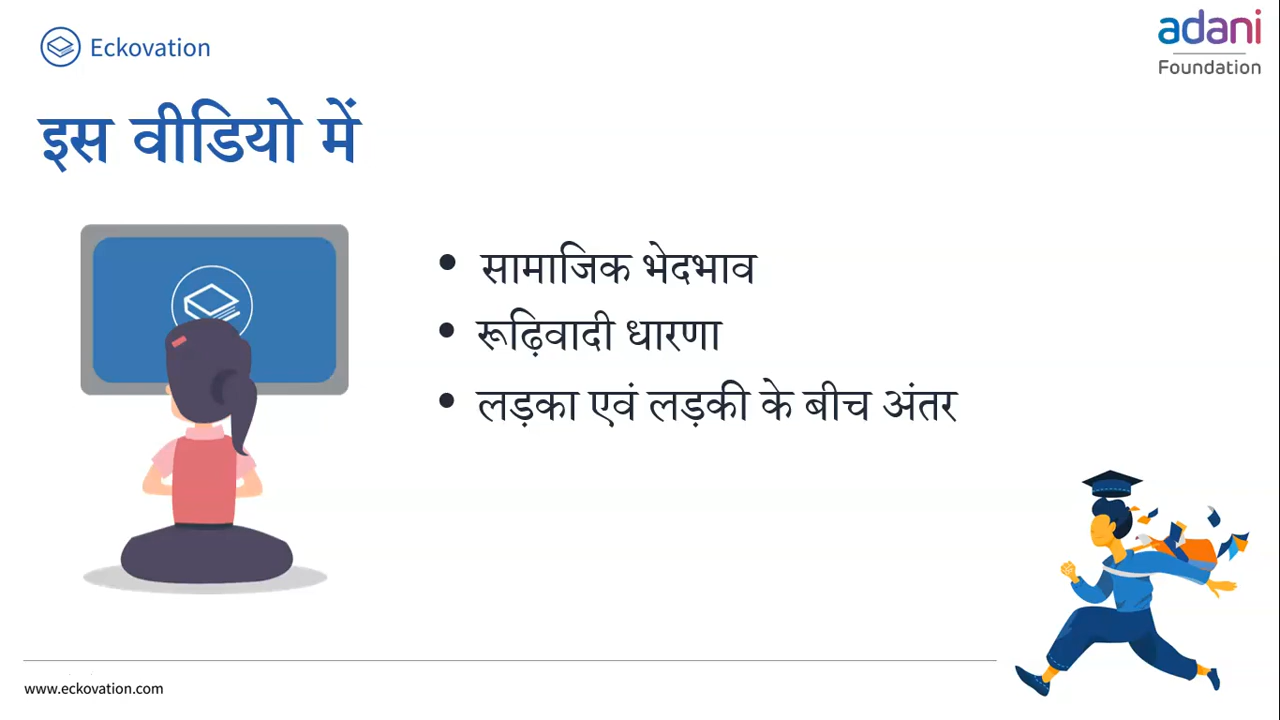 Eckovation
adani
Foundation
इस वीडियो में
• सामाजिक भेदभाव
• रूढ़िवादी धारणा
• लड़का एवं लड़की के बीच अंतर
www.eckovation.com